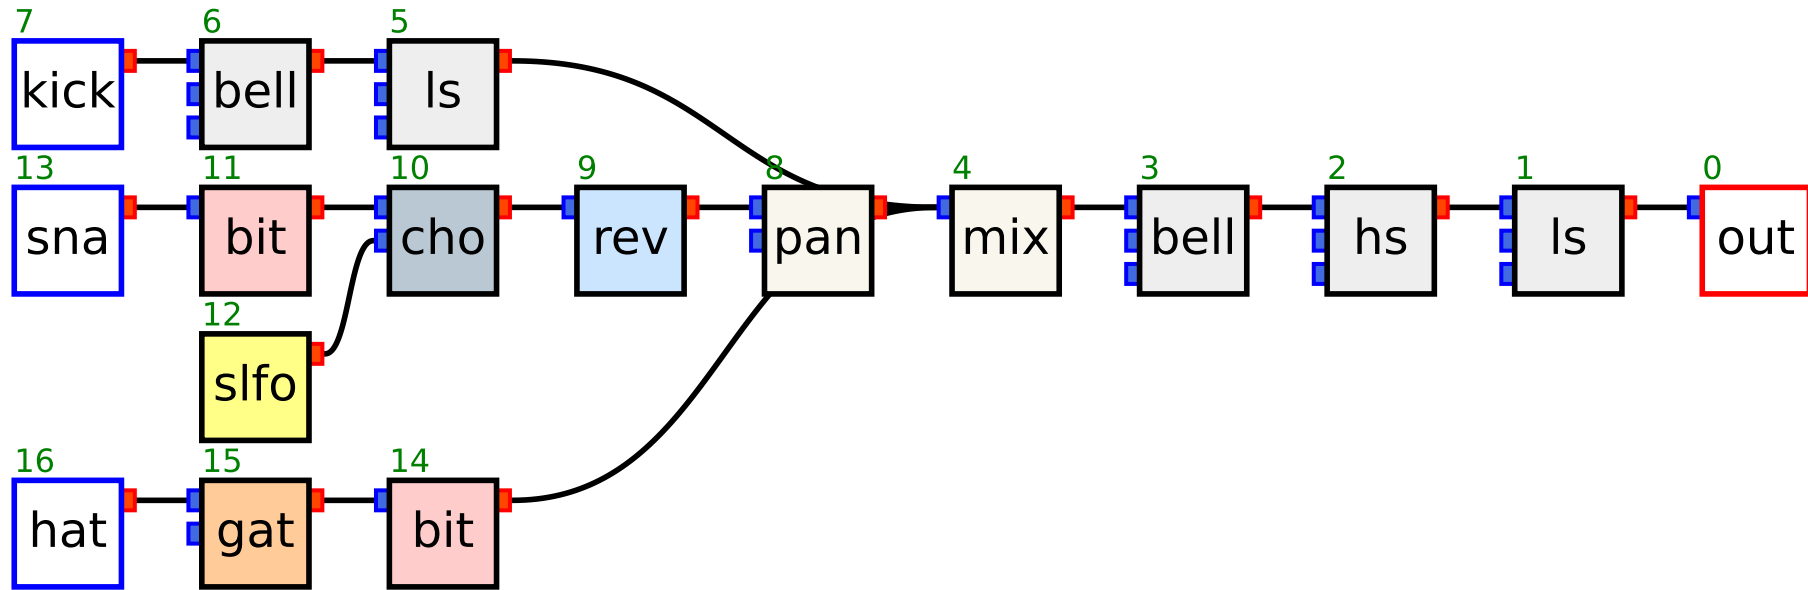 7 6 5
kick bell ls
13 11 10 9 8 4 3 2 1 0
sna bit cho rev pan mix bell hs ls out
12
slfo
16 15 14
hat gat bit